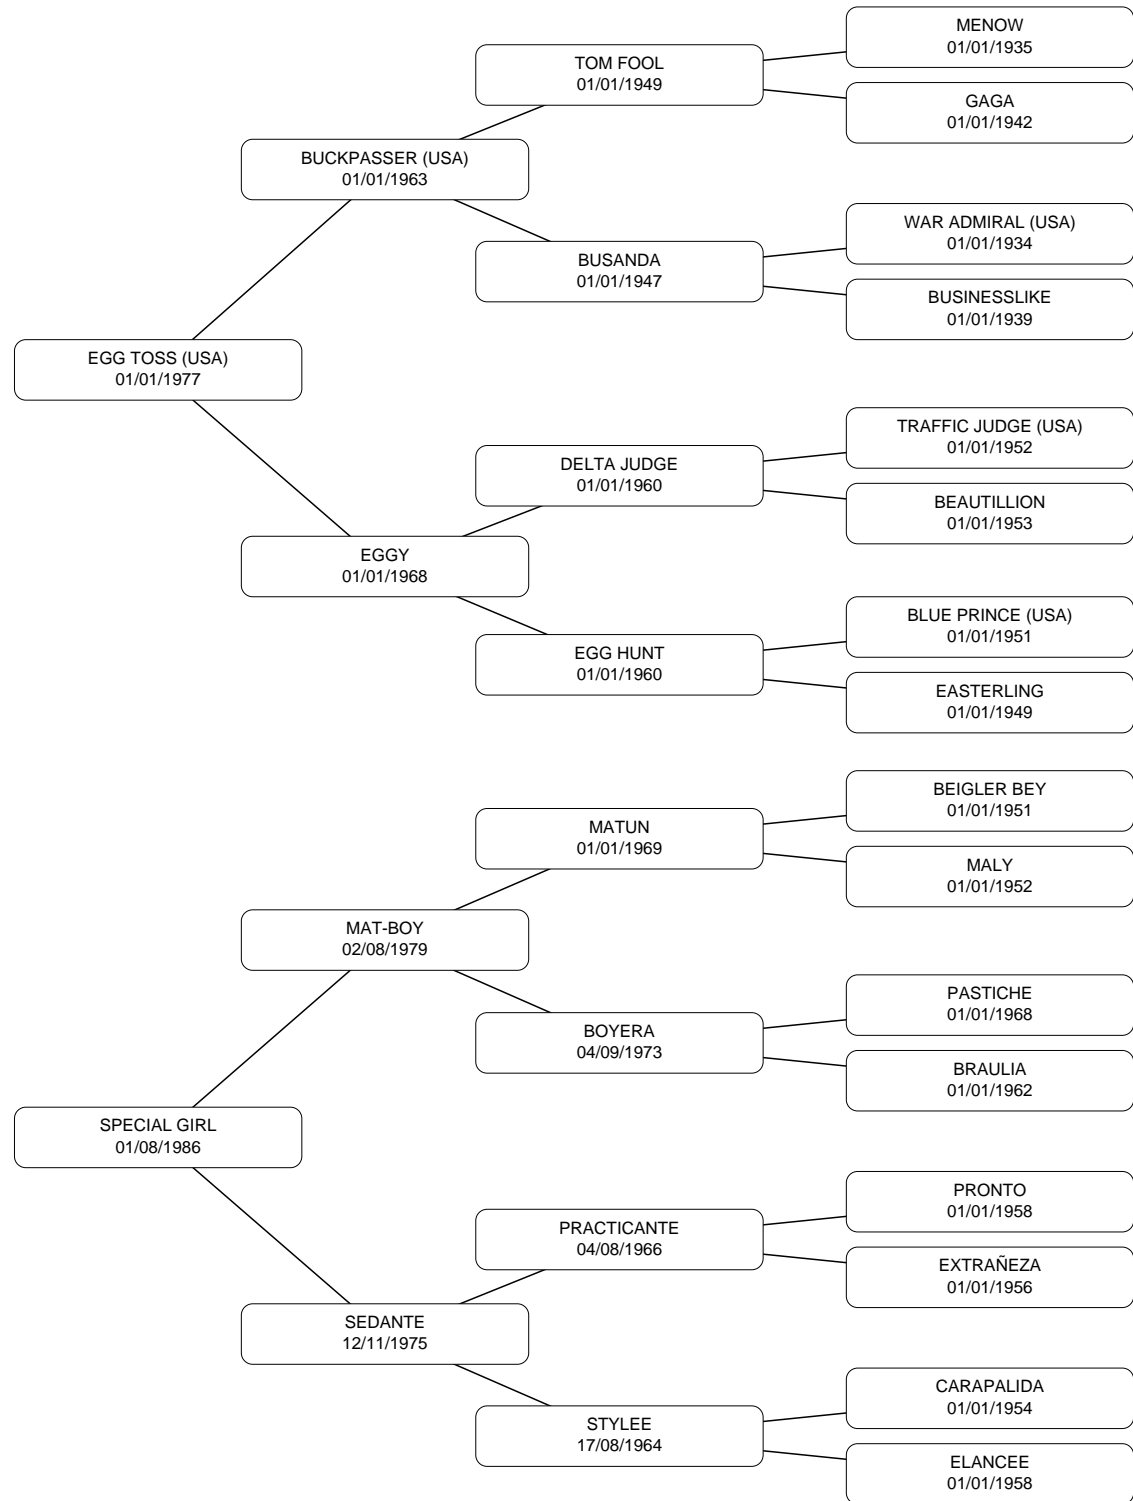 MENOW
01/01/1935
TOM FOOL
01/01/1949
GAGA
01/01/1942
BUCKPASSER (USA)
01/01/1963
WAR ADMIRAL (USA)
01/01/1934
BUSANDA
01/01/1947
BUSINESSLIKE
01/01/1939
EGG TOSS (USA)
01/01/1977
TRAFFIC JUDGE (USA)
01/01/1952
DELTA JUDGE
01/01/1960
BEAUTILLION
01/01/1953
EGGY
01/01/1968
BLUE PRINCE (USA)
01/01/1951
EGG HUNT
01/01/1960
EASTERLING
01/01/1949
BEIGLER BEY
01/01/1951
MATUN
01/01/1969
MALY
01/01/1952
MAT-BOY
02/08/1979
PASTICHE
01/01/1968
BOYERA
04/09/1973
BRAULIA
01/01/1962
SPECIAL GIRL
01/08/1986
PRONTO
01/01/1958
PRACTICANTE
04/08/1966
EXTRAÑEZA
01/01/1956
SEDANTE
12/11/1975
CARAPALIDA
01/01/1954
STYLEE
17/08/1964
ELANCEE
01/01/1958